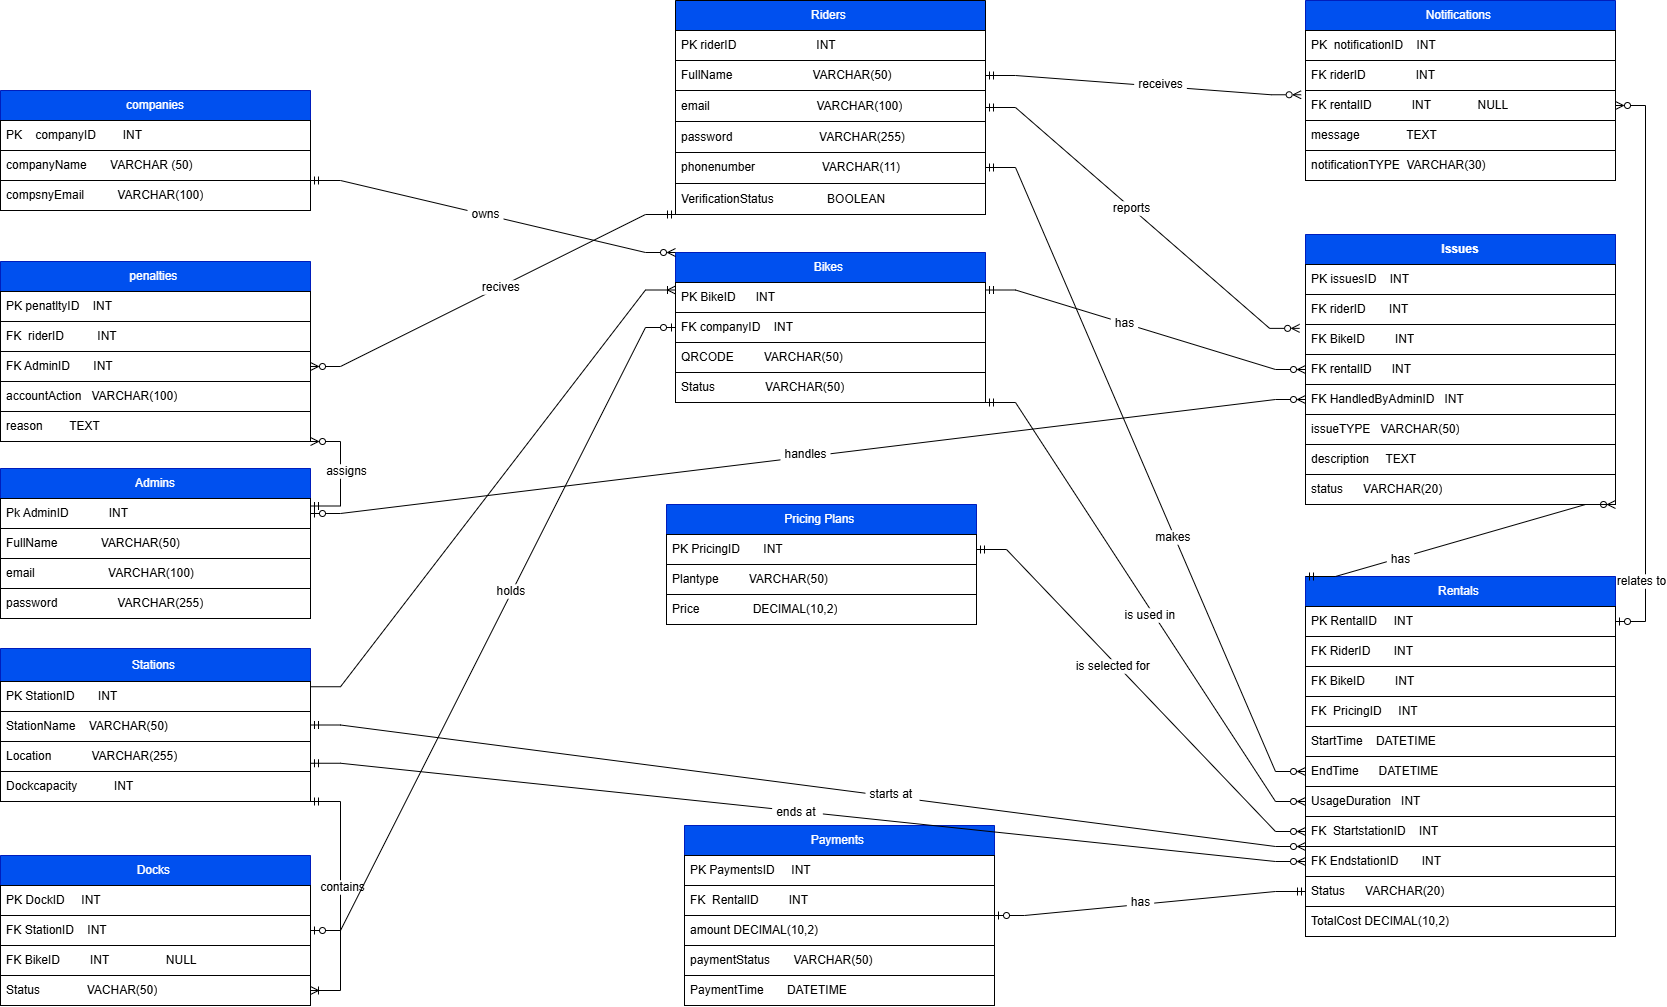 companies
PK companyID INT
companyName VARCHAR (50)
compsnyEmail VARCHAR(100)
penalties
PK penatltyID INT
FK riderID INT
FK AdminID INT
accountAction VARCHAR(100)
reason TEXT
assigns
Admins
Pk AdminID INT
FullName VARCHAR(50)
email VARCHAR(100)
password VARCHAR(255)
Stations
PK StationID INT
StationName VARCHAR(50)
Location VARCHAR(255)
Dockcapacity INT
contains
Docks
PK DockID INT
FK StationID INT
FK BikeID INT NULL
Status VACHAR(50)
owns
recives
holds
Riders
PK riderID INT
FullName VARCHAR(50)
email VARCHAR(100)
password VARCHAR(255)
phonenumber VARCHAR(11)
VerificationStatus BOOLEAN
Bikes
PK BikeID INT
FK companyID INT
QRCODE VARCHAR(50)
Status VARCHAR(50)
handles
Pricing Plans
PK PricingID INT
Plantype VARCHAR(50)
Price DECIMAL(10,2)
starts at
ends at
Payments
PK PaymentsID INT
FK RentalID INT
amount DECIMAL(10,2)
paymentStatus VARCHAR(50)
PaymentTime DATETIME
receives
reports
has
makes
is used in
is selected for
has
Notifications
PK notificationID INT
FK riderID INT
FK rentalID INT NULL
message TEXT
notificationTYPE VARCHAR(30)
Issues
PK issuesID INT
FK riderID INT
FK BikeID INT
FK rentalID INT
FK HandledByAdminID INT
issueTYPE VARCHAR(50)
description TEXT
status VARCHAR(20)
has
relates to
Rentals
PK RentalID INT
FK RiderID INT
FK BikeID INT
FK PricingID INT
StartTime DATETIME
EndTime DATETIME
UsageDuration INT
FK StartstationID INT
FK EndstationID INT
Status VARCHAR(20)
TotalCost DECIMAL(10,2)